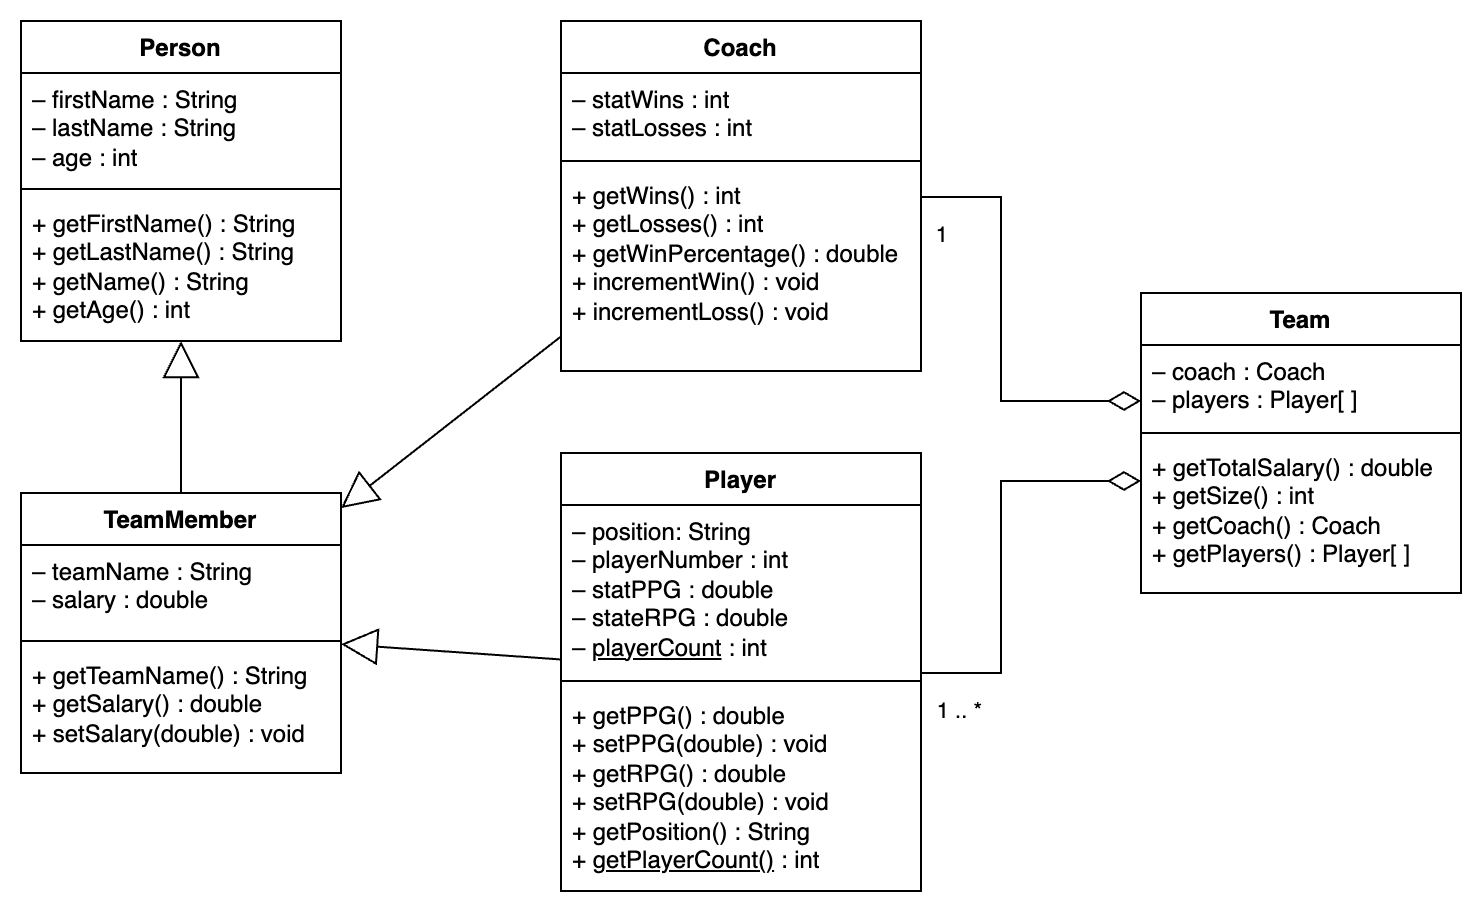 Person
– firstName : String
– lastName : String
– age : int
+ getFirstName() : String
+ getLastName() : String
+ getName() : String
+ getAge() : int
Coach
– statWins : int
– statLosses : int
+ getWins() : int
+ getLosses() : int
+ getWinPercentage() : double
+ incrementWin() : void
+ incrementLoss() : void
1
Team
– coach : Coach
– players : Player[ ]
+ getTotalSalary() : double
+ getSize() : int
+ getCoach() : Coach
+ getPlayers() : Player[ ]
TeamMember
– teamName : String
– salary : double
+ getTeamName() : String
+ getSalary() : double
+ setSalary(double) : void
Player
– position: String
– playerNumber : int
– statPPG : double
– stateRPG : double
– playerCount : int
+ getPPG() : double
+ setPPG(double) : void
+ getRPG() : double
+ setRPG(double) : void
+ getPosition() : String
+ getPlayerCount() : int
1 .. *